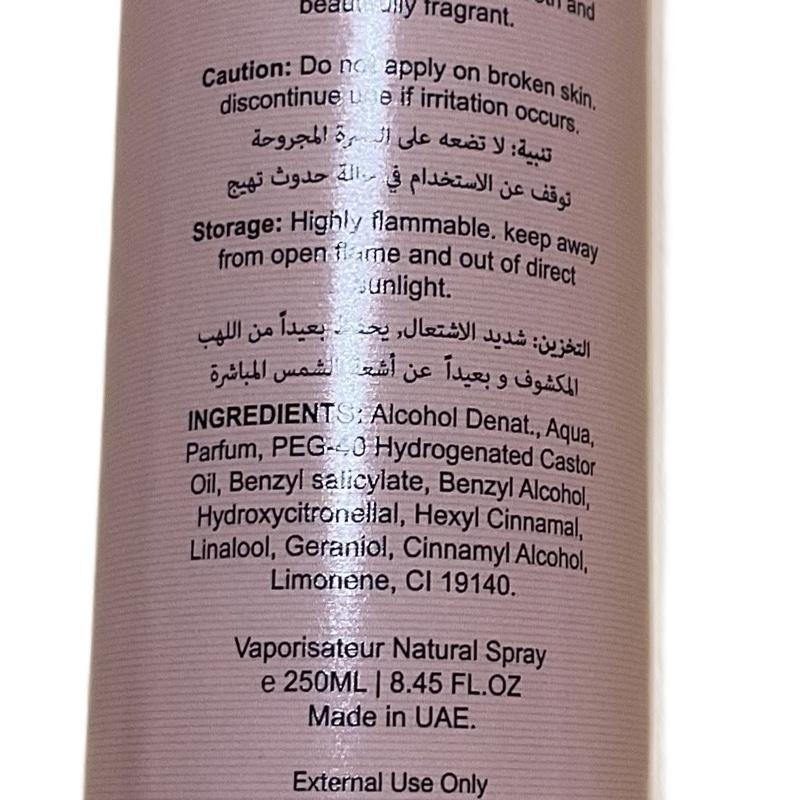 and
beautifully fragrant.
Caution: Do not apply on broken skin.
discontinue use if irritation occurs.
تنبية: لا تضعه على البشرة المجروحة
توقف عن الاستخدام في حالة حدوث تهيج
Storage: Highly flammable. keep away
from open flame and out of direct
sunlight.
التخزين: شديد الاشتعال, يحفظ بعيداً من اللهب
المكشوف و بعيداً عن أشعة الشمس المباشرة
INGREDIENTS: Alcohol Denat., Aqua,
Parfum, PEG-40 Hydrogenated Castor
Oil, Benzyl salicylate, Benzyl Alcohol,
Hydroxycitronellal, Hexyl Cinnamal,
Linalool, Geraniol, Cinnamyl Alcohol,
Limonene, CI 19140.
Vaporisateur Natural Spray
e 250ML | 8.45 FL.OZ
Made in UAE.
External Use Only